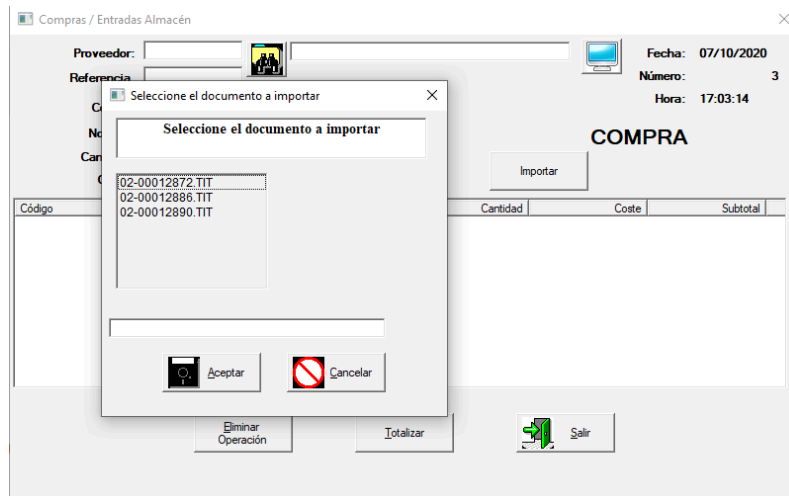 Compras / Entradas Almacén
Proveedor:
Fecha: 07/10/2020
Referencia
Número: 3
Hora: 17:03:14
COMPRA
Importar
Seleccione el documento a importar
Seleccione el documento a importar
02-00012872.TIT
02-00012886.TIT
02-00012890.TIT
Aceptar
Cancelar
Código
Cantidad
Coste
Subtotal
Eliminar
Operación
Totalizar
Salir